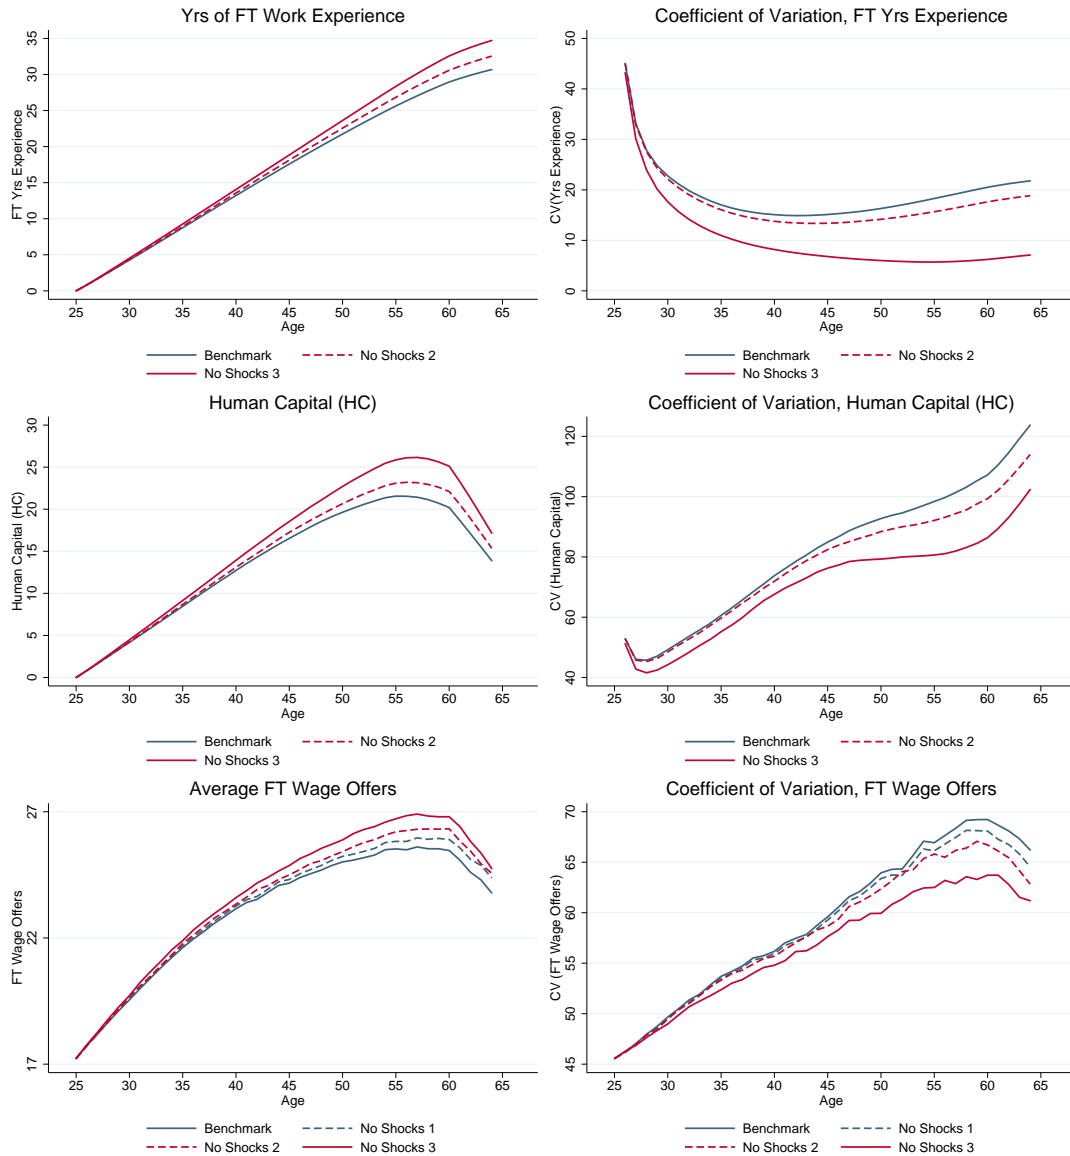 Yrs of FT Work Experience
FT Yrs Experience
35
30
25
20
15
10
5
0
25 30 35 40 45 50 55 60 65
Age
Benchmark No Shocks 2
No Shocks 3
Coefficient of Variation, FT Yrs Experience
CV(Yrs Experience)
50
40
30
20
10
0
25 30 35 40 45 50 55 60 65
Age
Benchmark No Shocks 2
No Shocks 3
Human Capital (HC)
Human Capital (HC)
30
25
20
15
10
5
0
25 30 35 40 45 50 55 60 65
Age
Benchmark No Shocks 2
No Shocks 3
Coefficient of Variation, Human Capital (HC)
CV (Human Capital)
120
100
80
60
40
25 30 35 40 45 50 55 60 65
Age
Benchmark No Shocks 2
No Shocks 3
Average FT Wage Offers
FT Wage Offers
27
22
17
25 30 35 40 45 50 55 60 65
Age
Benchmark No Shocks 1
No Shocks 2 No Shocks 3
Coefficient of Variation, FT Wage Offers
CV (FT Wage Offers)
70
65
60
55
50
45
25 30 35 40 45 50 55 60 65
Age
Benchmark No Shocks 1
No Shocks 2 No Shocks 3